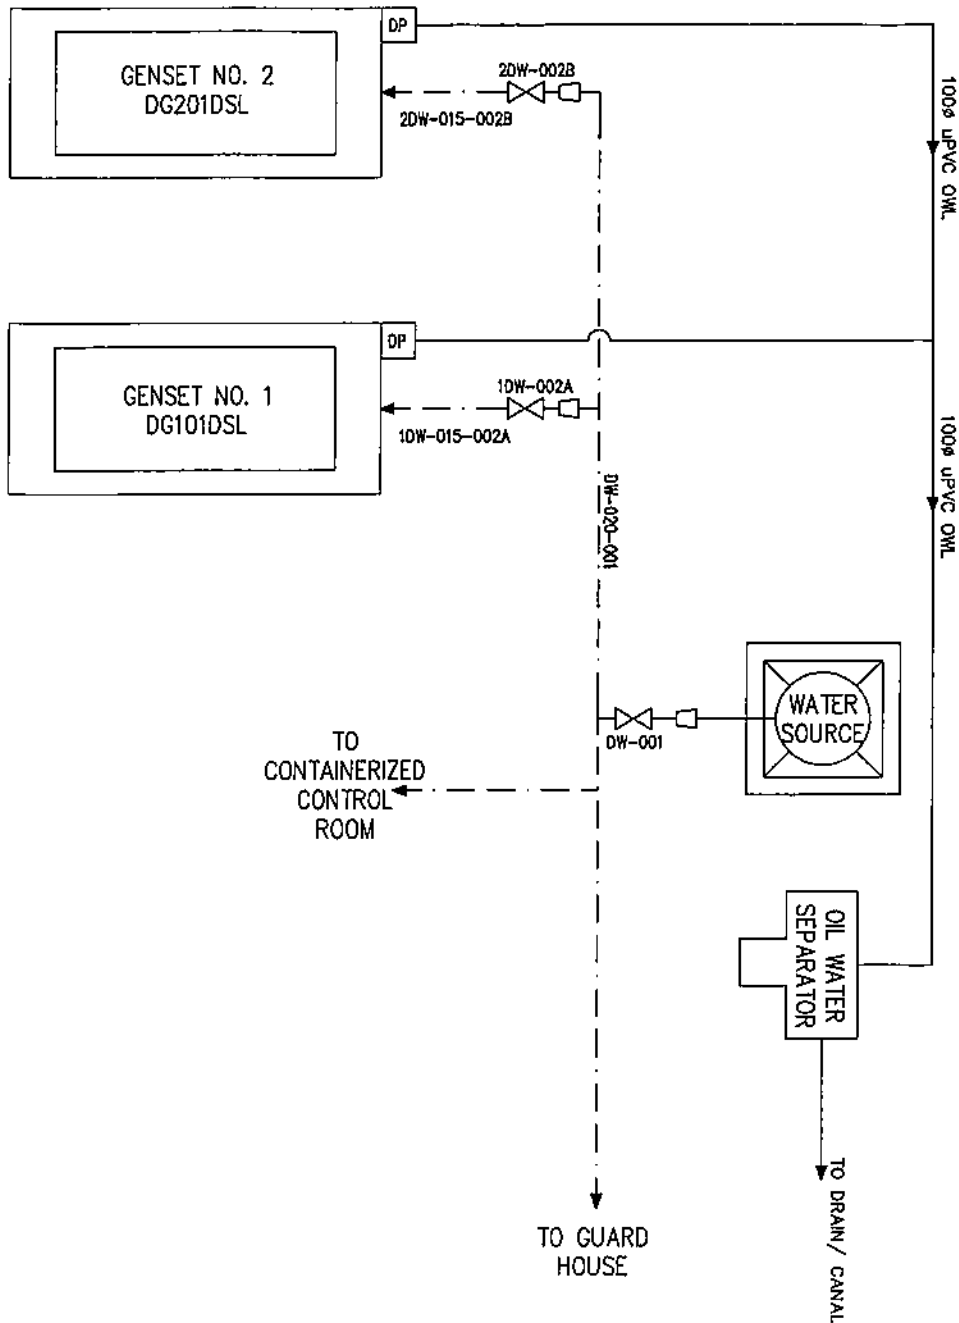 DP
GENSET NO. 2
DG201DSL
2DW-002B
2DW-015-002B
100ø uPVC OWL
DP
GENSET NO. 1
DG101DSL
1DW-002A
1DW-015-002A
100ø uPVC OWL
DW-020-001
WATER
SOURCE
DW-001
TO
CONTAINERIZED
CONTROL
ROOM
OIL WATER
SEPARATOR
TO DRAIN/ CANAL
TO GUARD
HOUSE